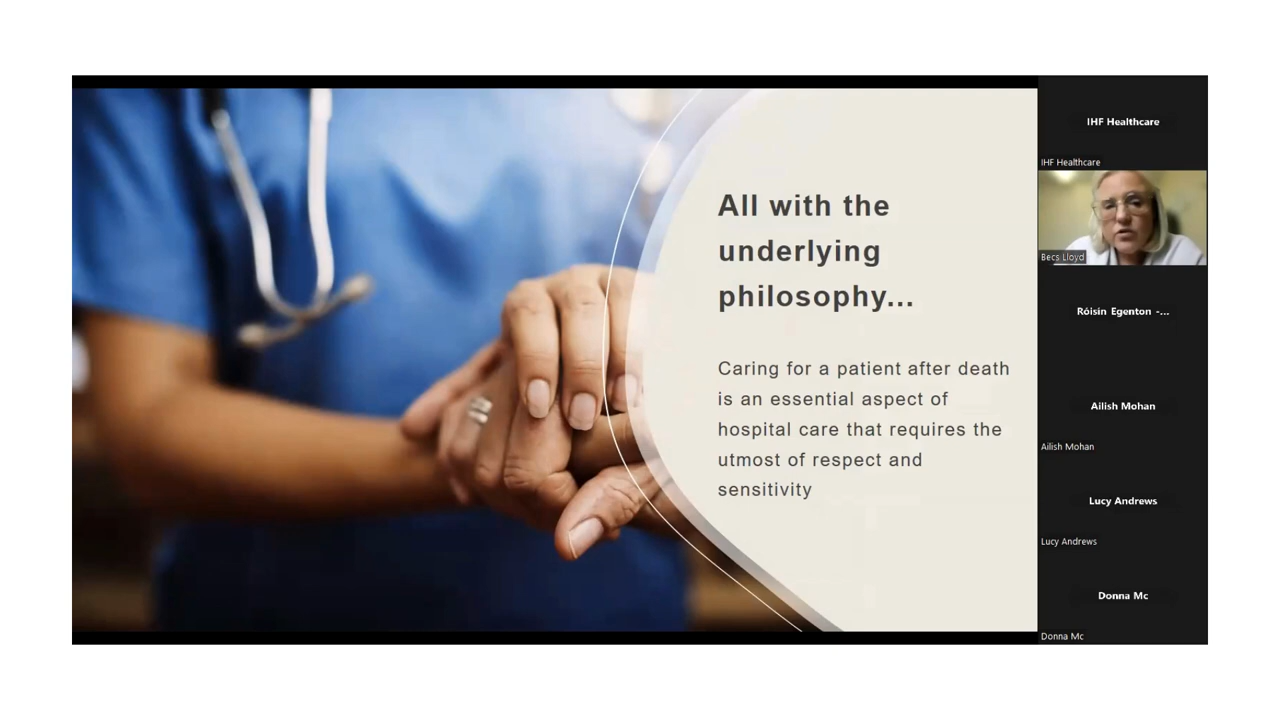 All with the
underlying
philosophy...
Caring for a patient after death
is an essential aspect of
hospital care that requires the
utmost of respect and
sensitivity
IHF Healthcare
IHF Healthcare
Becs Lloyd
Róisín Egenton -...
Ailish Mohan
Ailish Mohan
Lucy Andrews
Lucy Andrews
Donna Mc
Donna Mc